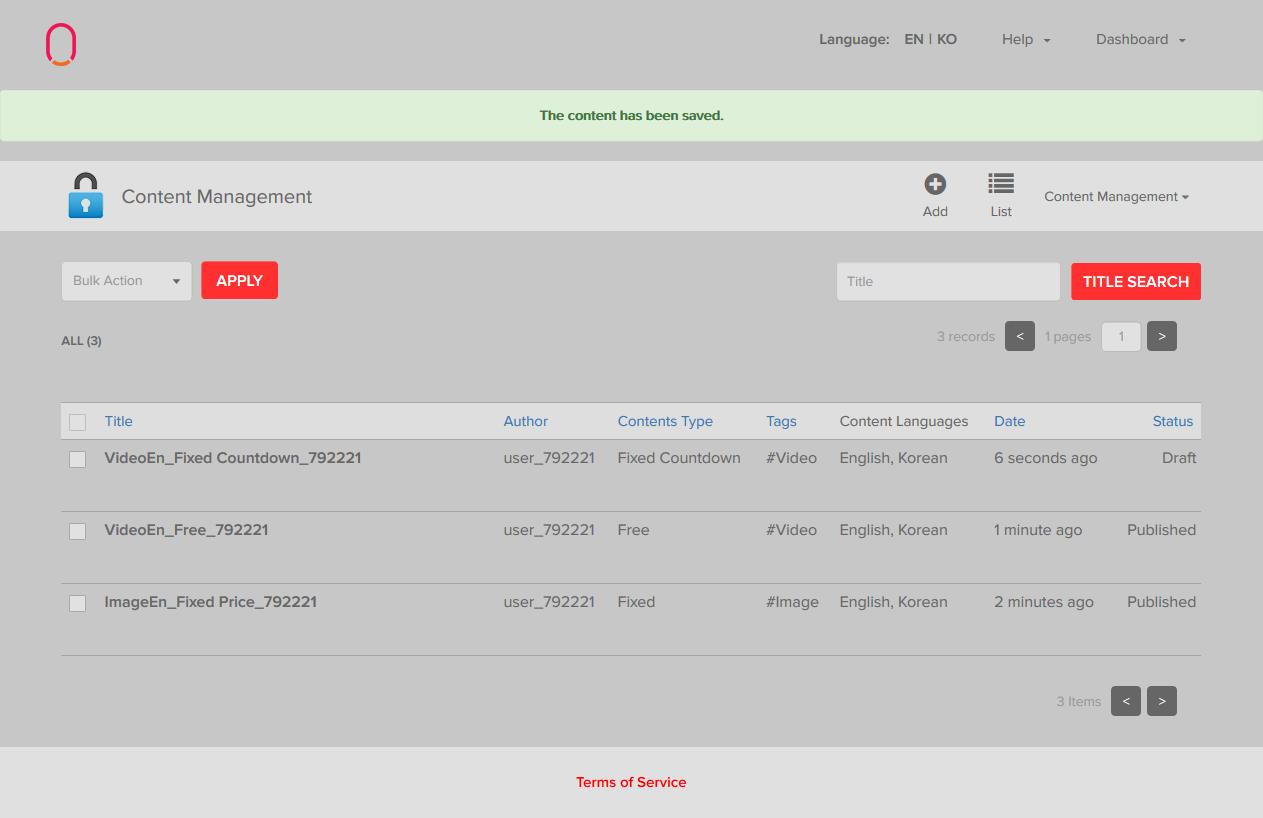 Language: EN | KO Help Dashboard
The content has been saved.
Content Management Add List Content Management
Bulk Action APPLY Title TITLE SEARCH
ALL (3) 3 records < 1 pages 1 >
Title Author Contents Type Tags Content Languages Date Status
VideoEn_Fixed Countdown_792221 user_792221 Fixed Countdown #Video English, Korean 6 seconds ago Draft
VideoEn_Free_792221 user_792221 Free #Video English, Korean 1 minute ago Published
ImageEn_Fixed Price_792221 user_792221 Fixed #Image English, Korean 2 minutes ago Published
3 Items < >
Terms of Service